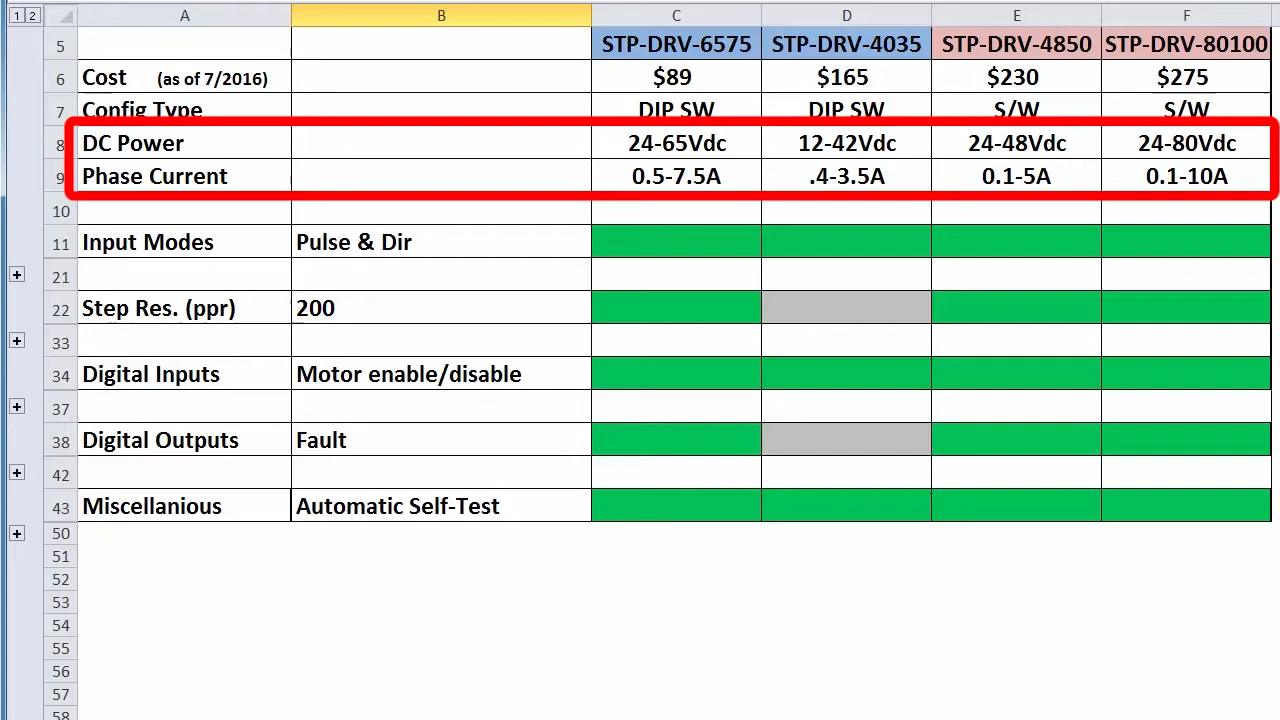 1 2 A B C D E F
5 STP-DRV-6575 STP-DRV-4035 STP-DRV-4850 STP-DRV-80100
6 Cost (as of 7/2016) $89 $165 $230 $275
7 Config Type DIP SW DIP SW S/W S/W
8 DC Power 24-65Vdc 12-42Vdc 24-48Vdc 24-80Vdc
9 Phase Current 0.5-7.5A .4-3.5A 0.1-5A 0.1-10A
10
11 Input Modes Pulse & Dir
+ 21
22 Step Res. (ppr) 200
+ 33
34 Digital Inputs Motor enable/disable
+ 37
38 Digital Outputs Fault
+ 42
43 Miscellanious Automatic Self-Test
+ 50
51
52
53
54
55
56
57
58